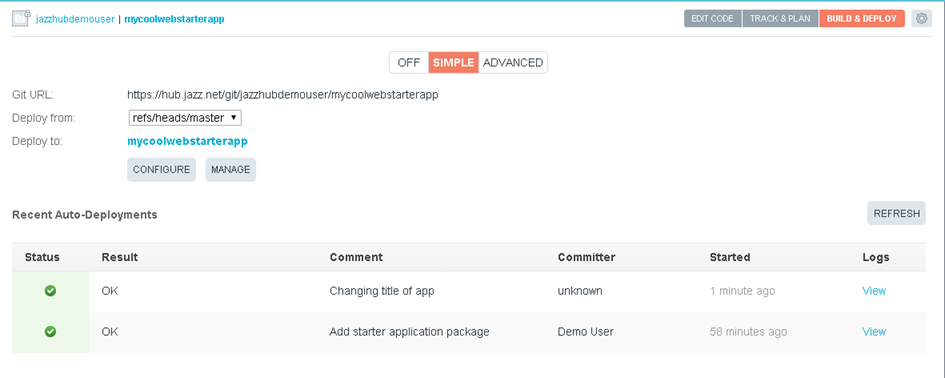 jazzhubdemouser | mycoolwebstarterapp EDIT CODE TRACK & PLAN BUILD & DEPLOY
OFF SIMPLE ADVANCED
Git URL: https://hub.jazz.net/git/jazzhubdemouser/mycoolwebstarterapp
Deploy from: refs/heads/master
Deploy to: mycoolwebstarterapp
CONFIGURE MANAGE
Recent Auto-Deployments REFRESH
Status Result Comment Committer Started Logs
OK Changing title of app unknown 1 minute ago View
OK Add starter application package Demo User 58 minutes ago View